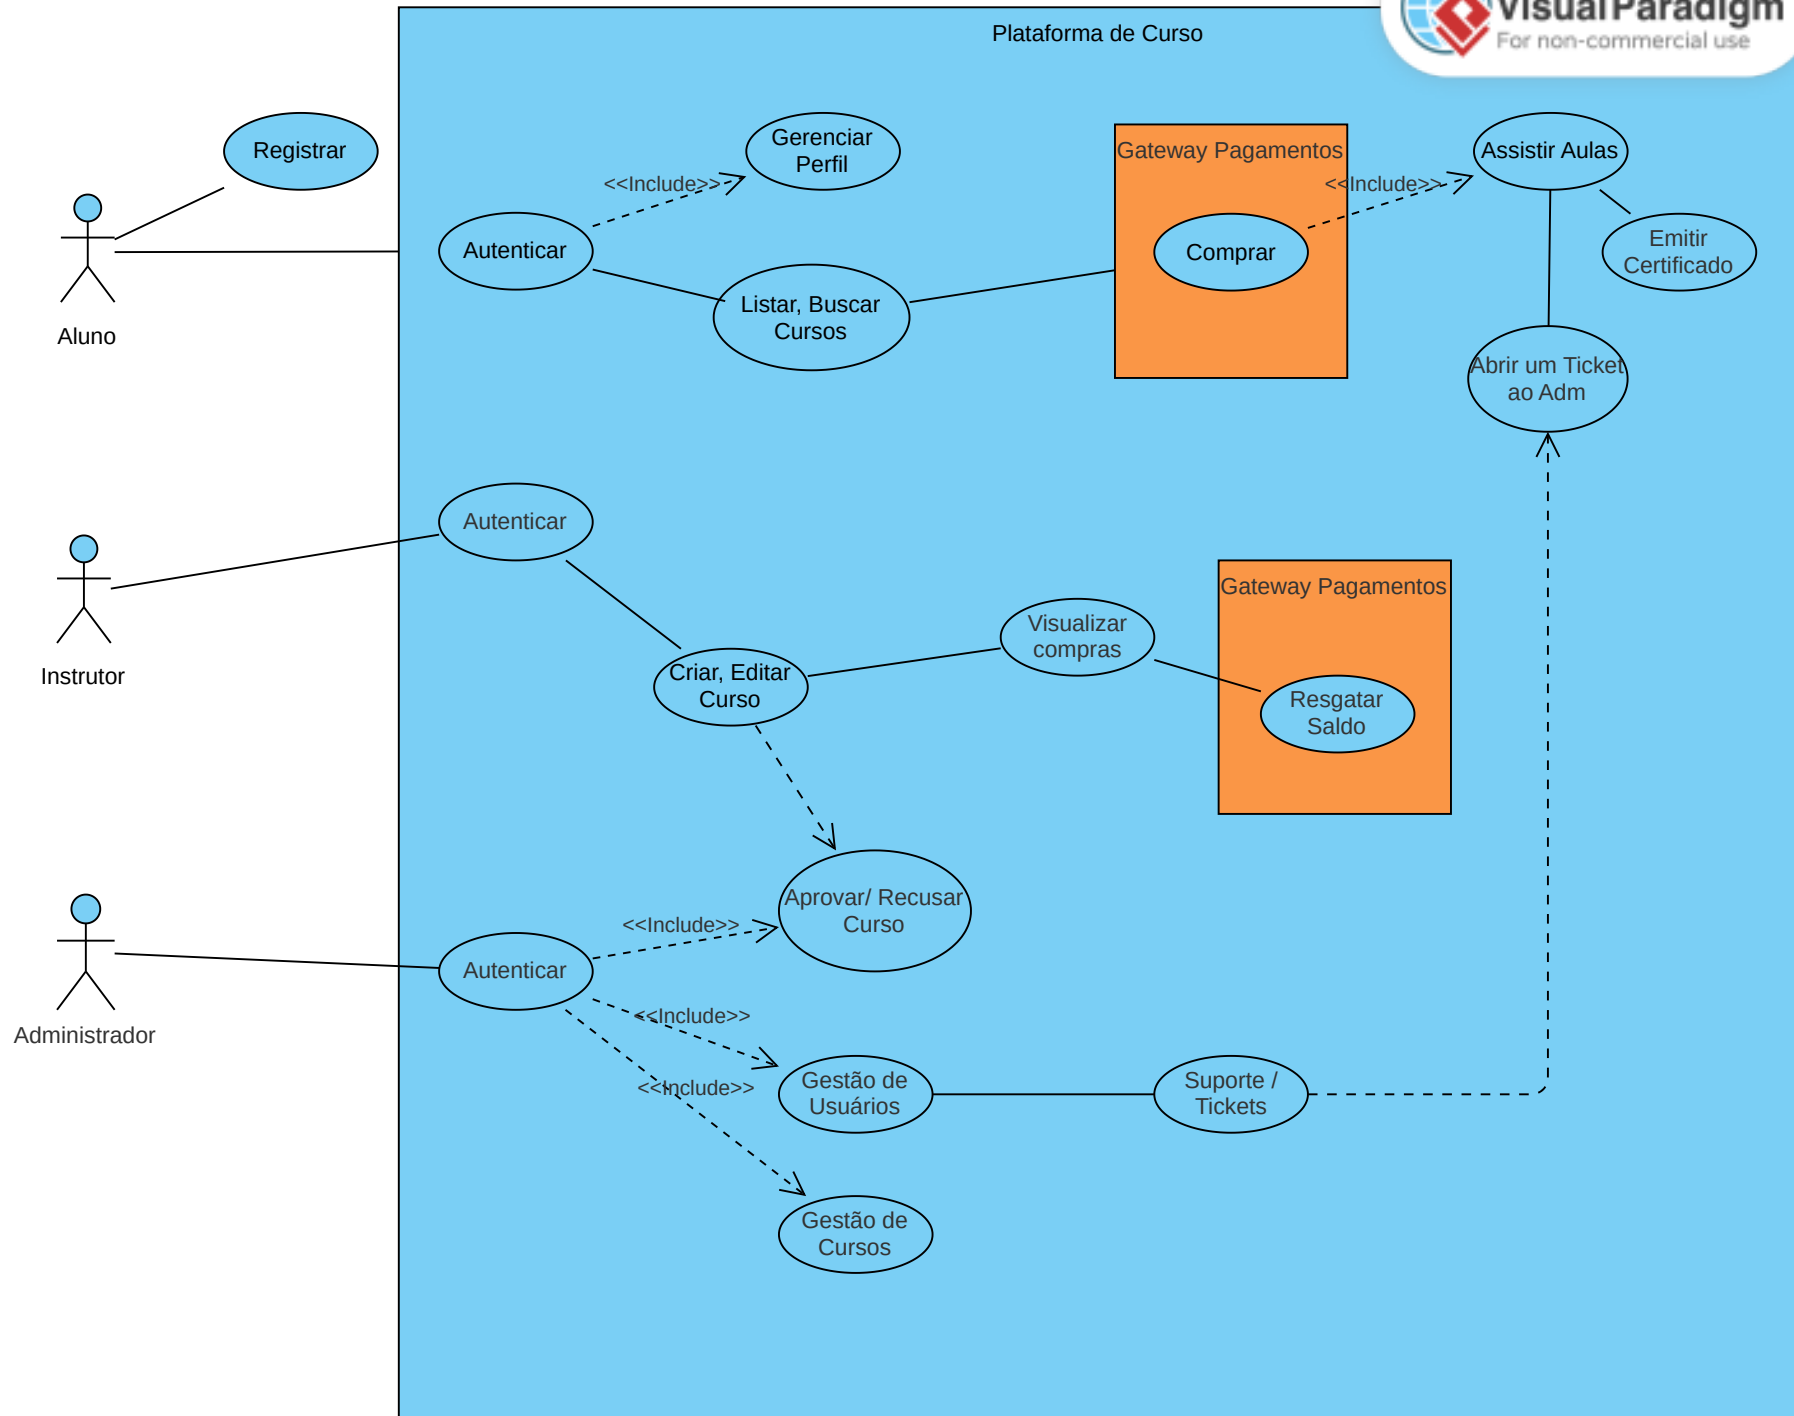 Plataforma de Curso
VisualParadigm
For non-commercial use
Registrar
Gerenciar
Perfil
Gateway Pagamentos
Assistir Aulas
<<Include>>
<<Include>>
Autenticar
Comprar
Emitir
Certificado
Listar, Buscar
Cursos
Aluno
Abrir um Ticket
ao Adm
Autenticar
Gateway Pagamentos
Visualizar
compras
Instrutor
Criar, Editar
Curso
Resgatar
Saldo
Aprovar/ Recusar
Curso
<<Include>>
Autenticar
Administrador
<<Include>>
<<Include>>
Gestão de
Usuários
Suporte /
Tickets
Gestão de
Cursos